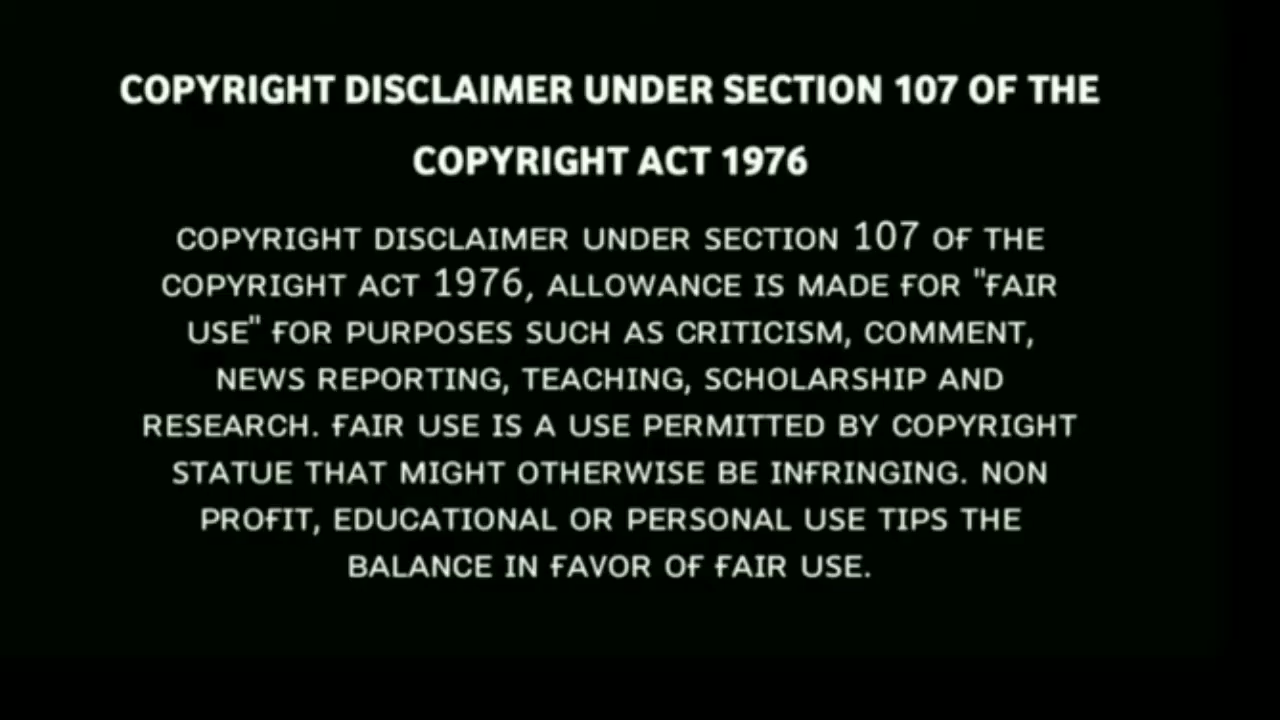 COPYRIGHT DISCLAIMER UNDER SECTION 107 OF THE
COPYRIGHT ACT 1976
COPYRIGHT DISCLAIMER UNDER SECTION 107 OF THE
COPYRIGHT ACT 1976, ALLOWANCE IS MADE FOR "FAIR
USE" FOR PURPOSES SUCH AS CRITICISM, COMMENT,
NEWS REPORTING, TEACHING, SCHOLARSHIP AND
RESEARCH. FAIR USE IS A USE PERMITTED BY COPYRIGHT
STATUE THAT MIGHT OTHERWISE BE INFRINGING. NON
PROFIT, EDUCATIONAL OR PERSONAL USE TIPS THE
BALANCE IN FAVOR OF FAIR USE.